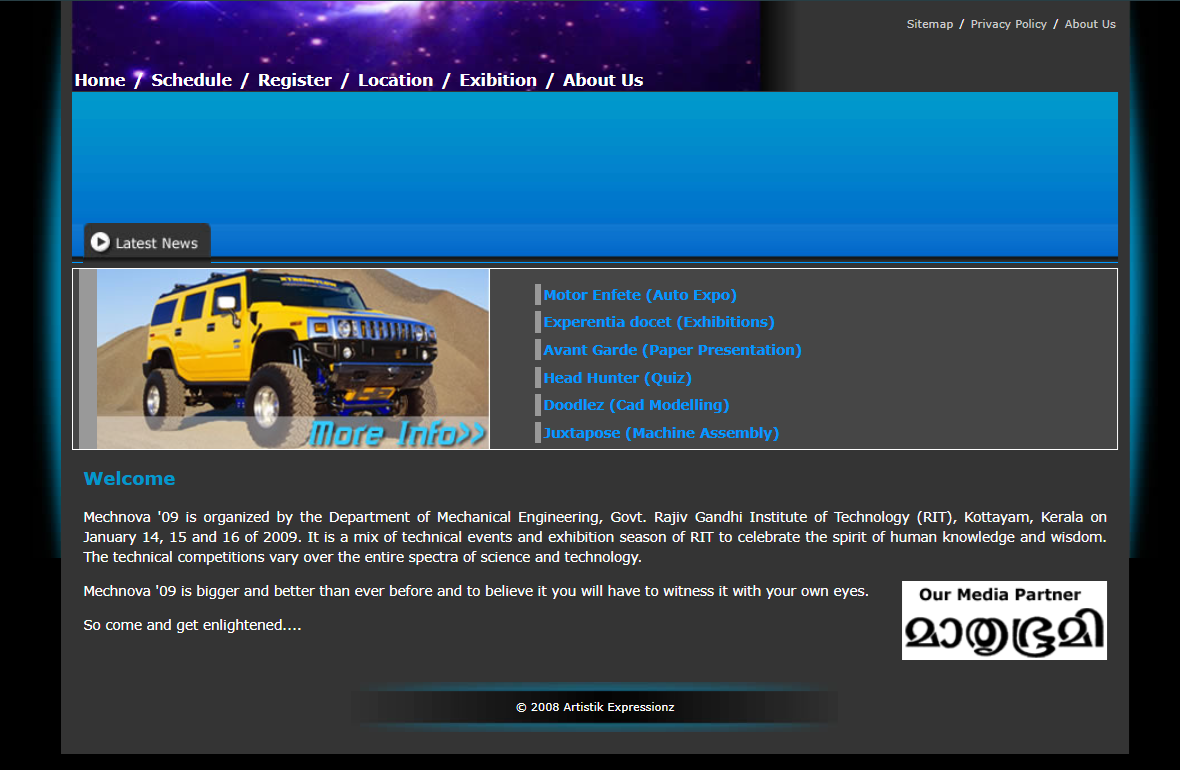 Sitemap / Privacy Policy / About Us
Home / Schedule / Register / Location / Exibition / About Us
Latest News
More Info>>
Motor Enfete (Auto Expo)
Experentia docet (Exhibitions)
Avant Garde (Paper Presentation)
Head Hunter (Quiz)
Doodlez (Cad Modelling)
Juxtapose (Machine Assembly)
Welcome
Mechnova '09 is organized by the Department of Mechanical Engineering, Govt. Rajiv Gandhi Institute of Technology (RIT), Kottayam, Kerala on
January 14, 15 and 16 of 2009. It is a mix of technical events and exhibition season of RIT to celebrate the spirit of human knowledge and wisdom.
The technical competitions vary over the entire spectra of science and technology.
Mechnova '09 is bigger and better than ever before and to believe it you will have to witness it with your own eyes.
So come and get enlightened....
Our Media Partner
മാതൃഭൂമി
© 2008 Artistik Expressionz